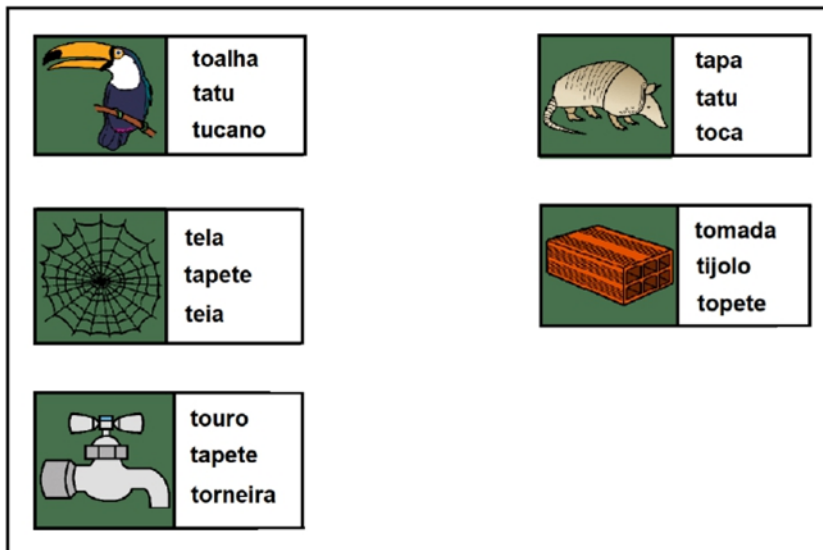 toalha
tatu
tucano
tapa
tatu
toca
tela
tapete
teia
tomada
tijolo
topete
touro
tapete
torneira